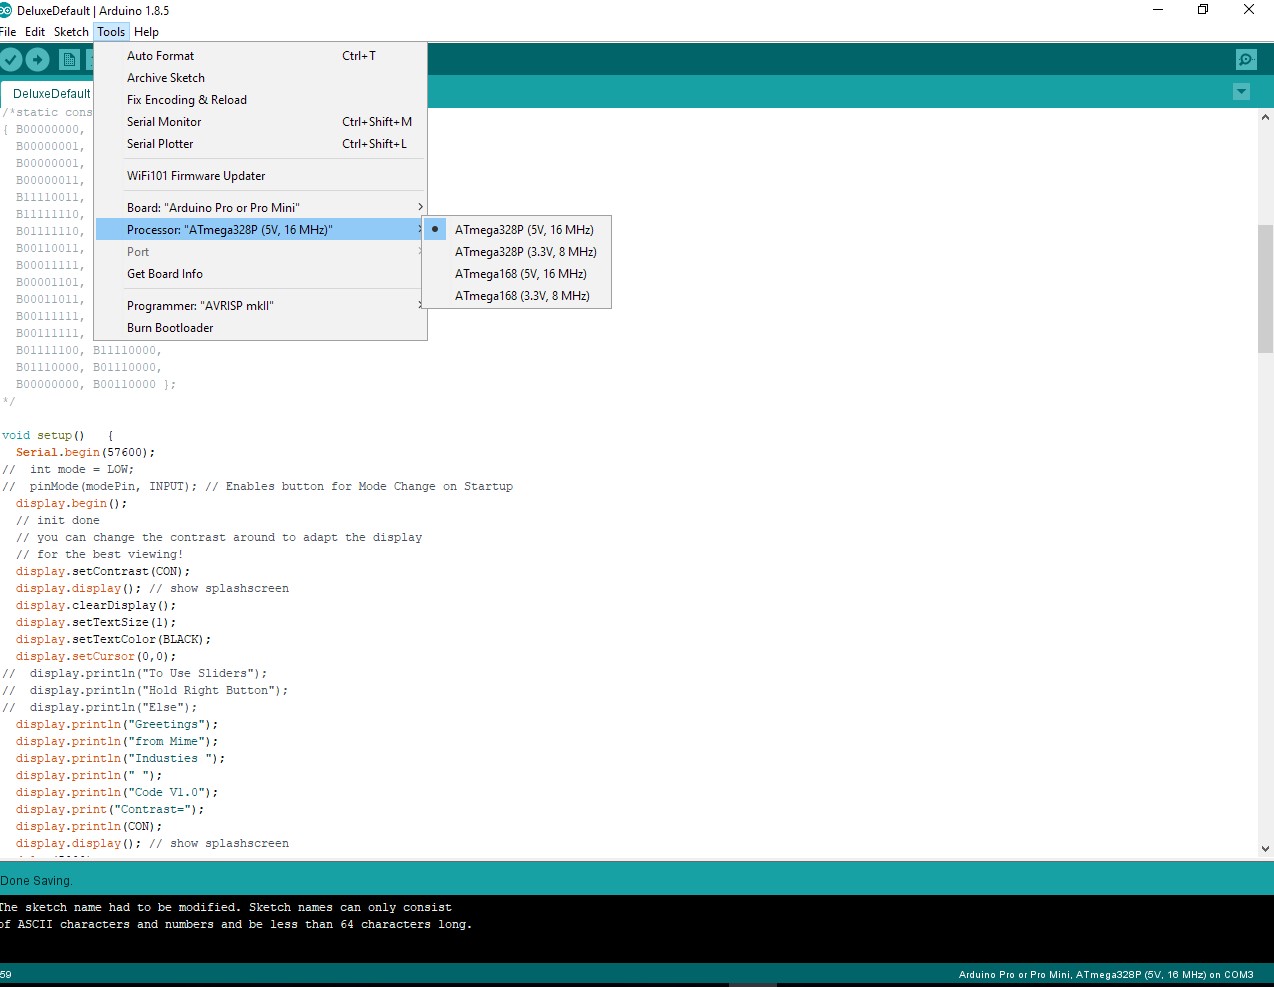 DeluxeDefault | Arduino 1.8.5
File Edit Sketch Tools Help
Auto Format Ctrl+T
Archive Sketch
Fix Encoding & Reload
Serial Monitor Ctrl+Shift+M
Serial Plotter Ctrl+Shift+L
WiFi101 Firmware Updater
Board: "Arduino Pro or Pro Mini"
Processor: "ATmega328P (5V, 16 MHz)"
Port
Get Board Info
Programmer: "AVRISP mkII"
Burn Bootloader
ATmega328P (5V, 16 MHz)
ATmega328P (3.3V, 8 MHz)
ATmega168 (5V, 16 MHz)
ATmega168 (3.3V, 8 MHz)
DeluxeDefault
/*static cons
{ B00000000,
B00000001,
B00000001,
B00000011,
B11110011,
B11111110,
B01111110,
B00110011,
B00011111,
B00001101,
B00011011,
B00111111,
B00111111,
B01111100, B11110000,
B01110000, B01110000,
B00000000, B00110000 };
*/
void setup() {
Serial.begin(57600);
// int mode = LOW;
// pinMode(modePin, INPUT); // Enables button for Mode Change on Startup
display.begin();
// init done
// you can change the contrast around to adapt the display
// for the best viewing!
display.setContrast(CON);
display.display(); // show splashscreen
display.clearDisplay();
display.setTextSize(1);
display.setTextColor(BLACK);
display.setCursor(0,0);
// display.println("To Use Sliders");
// display.println("Hold Right Button");
// display.println("Else");
display.println("Greetings");
display.println("from Mime");
display.println("Industies ");
display.println(" ");
display.println("Code V1.0");
display.print("Contrast=");
display.println(CON);
display.display(); // show splashscreen
Done Saving.
The sketch name had to be modified. Sketch names can only consist
of ASCII characters and numbers and be less than 64 characters long.
59
Arduino Pro or Pro Mini, ATmega328P (5V, 16 MHz) on COM3